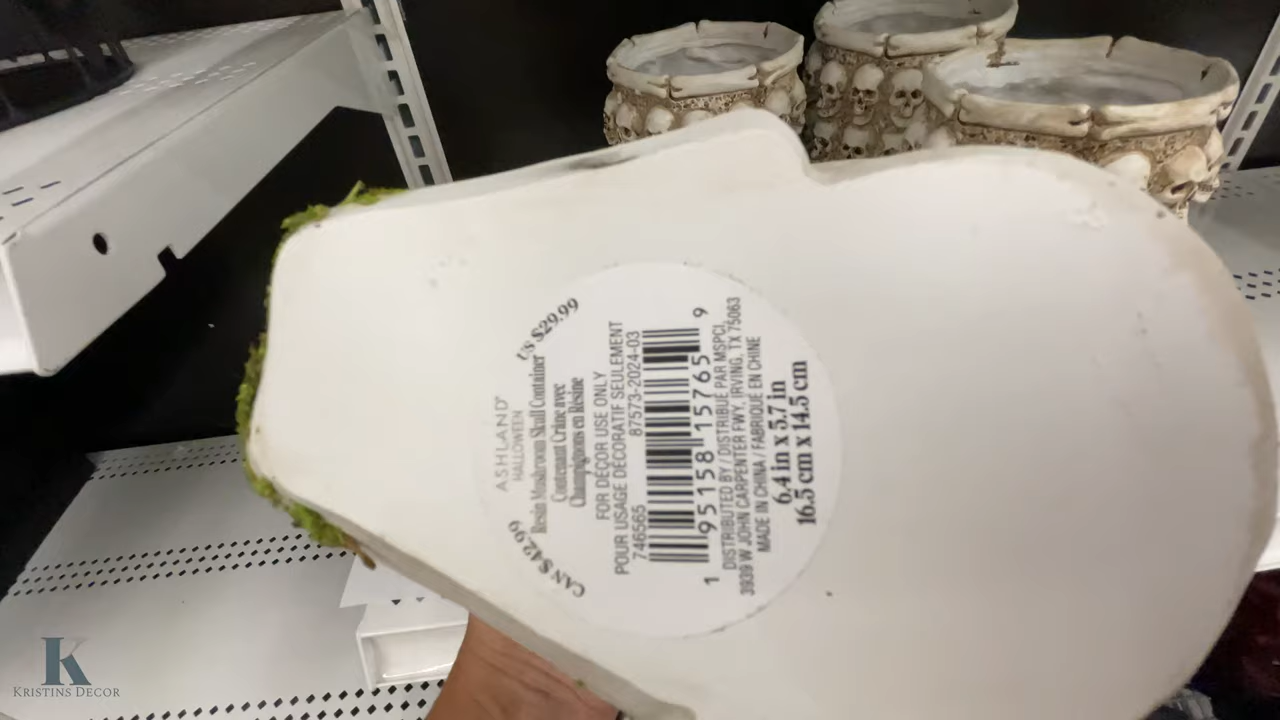 US $29.99
CAN $42.99
ASHLAND
HALLOWEEN
Resin Mushroom Skull Container
Contenant Crâne avec
Champignons en Résine
FOR DECOR USE ONLY
POUR USAGE DÉCORATIF SEULEMENT
746565 87573-2024-03
1 95158 15765 9
DISTRIBUTED BY / DISTRIBUÉ PAR MSPCI,
3939 W JOHN CARPENTER FWY, IRVING, TX 75063
MADE IN CHINA / FABRIQUÉ EN CHINE
6.4 in x 5.7 in
16.5 cm x 14.5 cm
K
KRISTINS DECOR